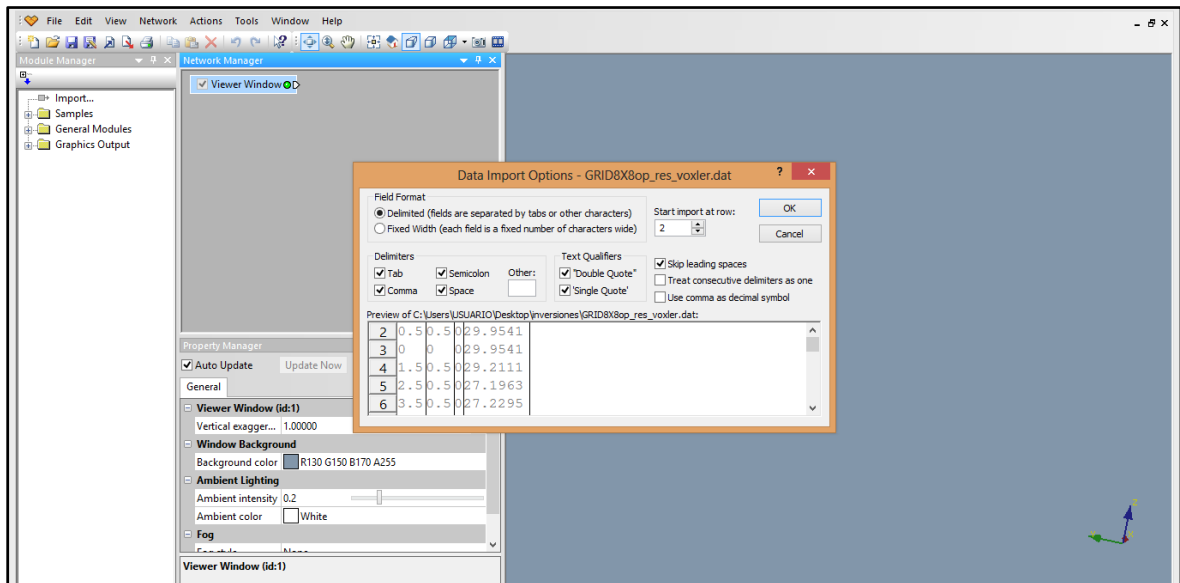 File Edit View Network Actions Tools Window Help
Module Manager
Network Manager
Import...
Samples
General Modules
Graphics Output
Viewer Window
Data Import Options - GRID8X8op_res_voxler.dat
?
Field Format
Delimited (fields are separated by tabs or other characters)
Fixed Width (each field is a fixed number of characters wide)
Start import at row:
2
OK
Cancel
Delimiters
Tab
Semicolon
Other:
Comma
Space
Text Qualifiers
"Double Quote"
'Single Quote'
Skip leading spaces
Treat consecutive delimiters as one
Use comma as decimal symbol
Preview of C:\Users\USUARIO\Desktop\inversiones\GRID8X8op_res_voxler.dat:
2 0.5 0.5 0 29.9541
3 0 0 0 29.9541
4 1.5 0.5 0 29.2111
5 2.5 0.5 0 27.1963
6 3.5 0.5 0 27.2295
Property Manager
Auto Update Update Now
General
Viewer Window (id:1)
Vertical exagger... 1.00000
Window Background
Background color R130 G150 B170 A255
Ambient Lighting
Ambient intensity 0.2
Ambient color White
Fog
Viewer Window (id:1)